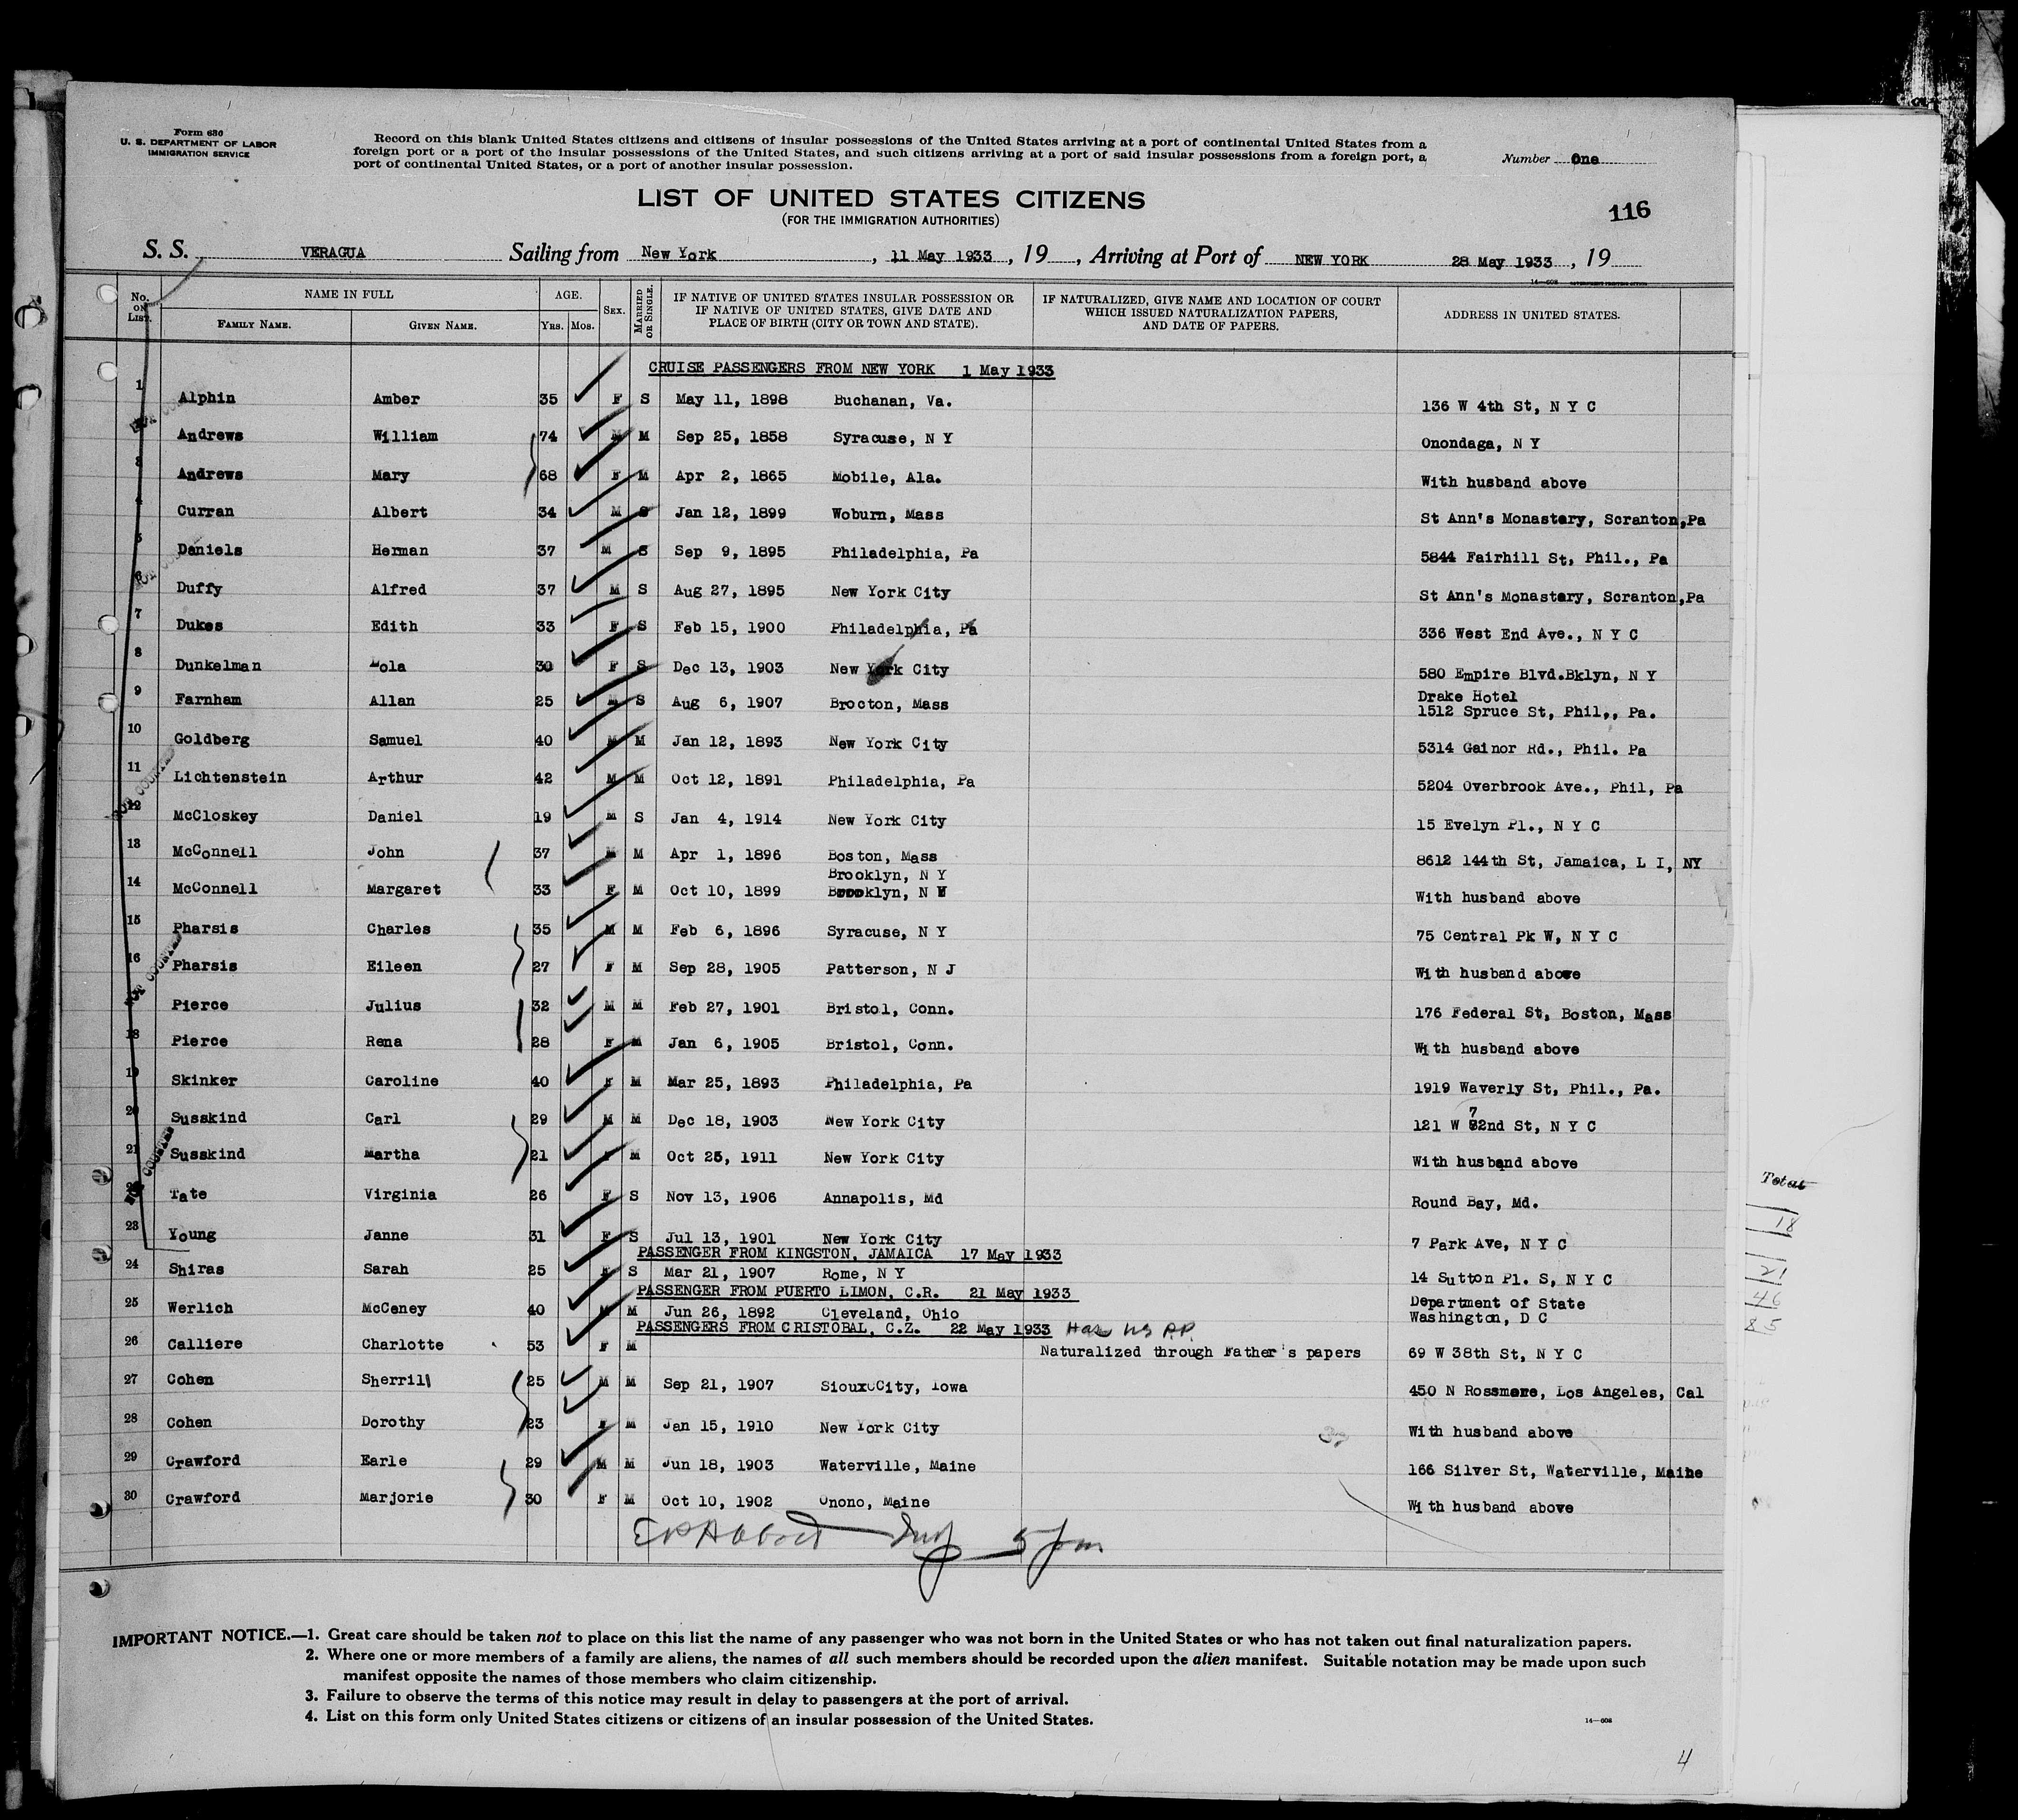 Form 630
U. S. DEPARTMENT OF LABOR
IMMIGRATION SERVICE
Record on this blank United States citizens and citizens of insular possessions of the United States arriving at a port of continental United States from a
foreign port or a port of the insular possessions of the United States, and such citizens arriving at a port of said insular possessions from a foreign port, a
port of continental United States, or a port of another insular possession.
Number One
LIST OF UNITED STATES CITIZENS
(FOR THE IMMIGRATION AUTHORITIES)
116
S. S. VERAGUA Sailing from New York, 11 May 1933, 19, Arriving at Port of NEW YORK 28 May 1933, 19
14—608
No. ON LIST. NAME IN FULL FAMILY NAME. GIVEN NAME. AGE. YRS. MOS. SEX. MARRIED OR SINGLE. IF NATIVE OF UNITED STATES INSULAR POSSESSION OR IF NATIVE OF UNITED STATES, GIVE DATE AND PLACE OF BIRTH (CITY OR TOWN AND STATE). IF NATURALIZED, GIVE NAME AND LOCATION OF COURT WHICH ISSUED NATURALIZATION PAPERS, AND DATE OF PAPERS. ADDRESS IN UNITED STATES.
CRUISE PASSENGERS FROM NEW YORK 1 May 1933
1 Alphin Amber 35 F S May 11, 1898 Buchanan, Va. 136 W 4th St, N Y C
Andrews William 74 M M Sep 25, 1858 Syracuse, N Y Onondaga, N Y
3 Andrews Mary 68 F M Apr 2, 1865 Mobile, Ala. With husband above
4 Curran Albert 34 M S Jan 12, 1899 Woburn, Mass St Ann's Monastary, Scranton,Pa
5 Daniels Herman 37 M S Sep 9, 1895 Philadelphia, Pa 5844 Fairhill St, Phil., Pa
6 Duffy Alfred 37 M S Aug 27, 1895 New York City St Ann's Monastary, Scranton,Pa
7 Dukes Edith 33 F S Feb 15, 1900 Philadelphia, Pa 336 West End Ave., N Y C
8 Dunkelman Lola 30 F S Dec 13, 1903 New York City 580 Empire Blvd.Bklyn, N Y
9 Farnham Allan 25 M S Aug 6, 1907 Brocton, Mass Drake Hotel
1512 Spruce St, Phil., Pa.
10 Goldberg Samuel 40 M M Jan 12, 1893 New York City 5314 Gainor Rd., Phil. Pa
11 Lichtenstein Arthur 42 M M Oct 12, 1891 Philadelphia, Pa 5204 Overbrook Ave., Phil, Pa
12 McCloskey Daniel 19 M S Jan 4, 1914 New York City 15 Evelyn Pl., N Y C
13 McConnell John 37 M M Apr 1, 1896 Boston, Mass 8612 144th St, Jamaica, L I, NY
Brooklyn, N Y
14 McConnell Margaret 33 F M Oct 10, 1899 Brooklyn, N Y With husband above
15 Pharsis Charles 35 M M Feb 6, 1896 Syracuse, N Y 75 Central Pk W, N Y C
16 Pharsis Eileen 27 F M Sep 28, 1905 Patterson, N J With husband above
Pierce Julius 32 M M Feb 27, 1901 Bristol, Conn. 176 Federal St, Boston, Mass
18 Pierce Rena 28 F M Jan 6, 1905 Bristol, Conn. With husband above
19 Skinker Caroline 40 F M Mar 25, 1893 Philadelphia, Pa 1919 Waverly St, Phil., Pa.
20 Susskind Carl 29 M M Dec 18, 1903 New York City 121 W 72nd St, N Y C
21 Susskind Martha 21 M Oct 25, 1911 New York City With husband above
Tate Virginia 26 F S Nov 13, 1906 Annapolis, Md Round Bay, Md.
23 Young Janne 31 F S Jul 13, 1901 New York City 7 Park Ave, N Y C
PASSENGER FROM KINGSTON, JAMAICA 17 May 1933
24 Shiras Sarah 25 F S Mar 21, 1907 Rome, N Y 14 Sutton Pl. S, N Y C
PASSENGER FROM PUERTO LIMON, C.R. 21 May 1933
25 Werlich McCeney 40 M M Jun 26, 1892 Cleveland, Ohio Department of State
Washington, D C
PASSENGERS FROM CRISTOBAL, C.Z. 22 May 1933 Has US P.P.
26 Calliere Charlotte 53 F M Naturalized through Father's papers 69 W 38th St, N Y C
27 Cohen Sherrill 25 M M Sep 21, 1907 Sioux City, Iowa 450 N Rossmore, Los Angeles, Cal
28 Cohen Dorothy 23 F M Jan 15, 1910 New York City With husband above
29 Crawford Earle 29 M M Jun 18, 1903 Waterville, Maine 166 Silver St, Waterville, Maine
30 Crawford Marjorie 30 F M Oct 10, 1902 Onono, Maine With husband above
5 pm
Total
18
21
46
85
IMPORTANT NOTICE.—1. Great care should be taken not to place on this list the name of any passenger who was not born in the United States or who has not taken out final naturalization papers.
2. Where one or more members of a family are aliens, the names of all such members should be recorded upon the alien manifest. Suitable notation may be made upon such
manifest opposite the names of those members who claim citizenship.
3. Failure to observe the terms of this notice may result in delay to passengers at the port of arrival.
4. List on this form only United States citizens or citizens of an insular possession of the United States.
14—608
4